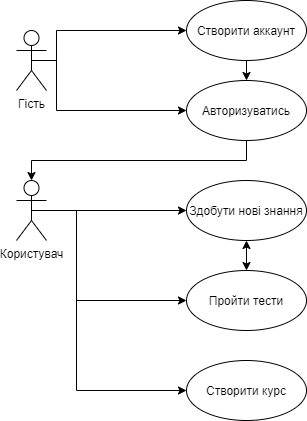 Створити аккаунт
Гість
Авторизуватись
Користувач
Здобути нові знання
Пройти тести
Створити курс